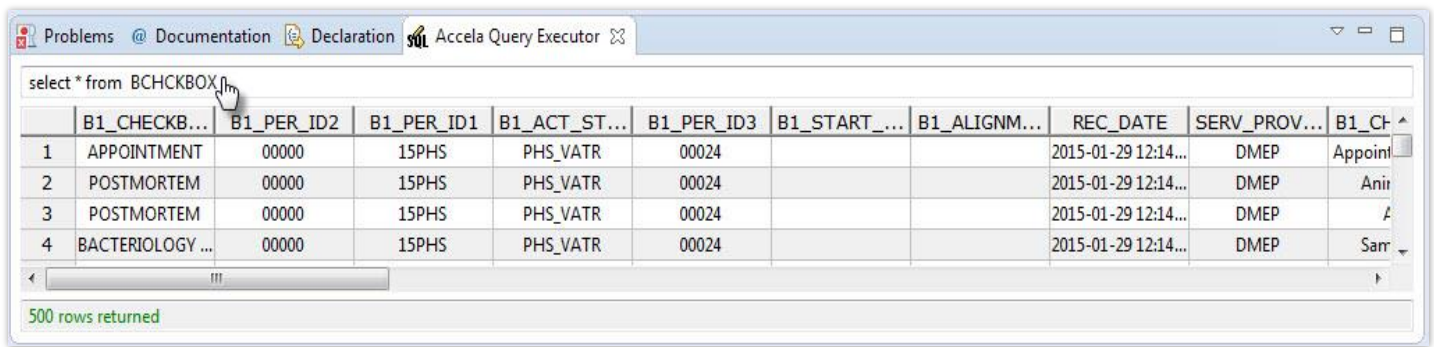 Problems @ Documentation Declaration SQL Accela Query Executor
select * from BCHCKBOX
B1_CHECKB... B1_PER_ID2 B1_PER_ID1 B1_ACT_ST... B1_PER_ID3 B1_START_... B1_ALIGNM... REC_DATE SERV_PROV... B1_CH
1 APPOINTMENT 00000 15PHS PHS_VATR 00024 2015-01-29 12:14... DMEP Appoint
2 POSTMORTEM 00000 15PHS PHS_VATR 00024 2015-01-29 12:14... DMEP Anin
3 POSTMORTEM 00000 15PHS PHS_VATR 00024 2015-01-29 12:14... DMEP A
4 BACTERIOLOGY ... 00000 15PHS PHS_VATR 00024 2015-01-29 12:14... DMEP Sam
500 rows returned